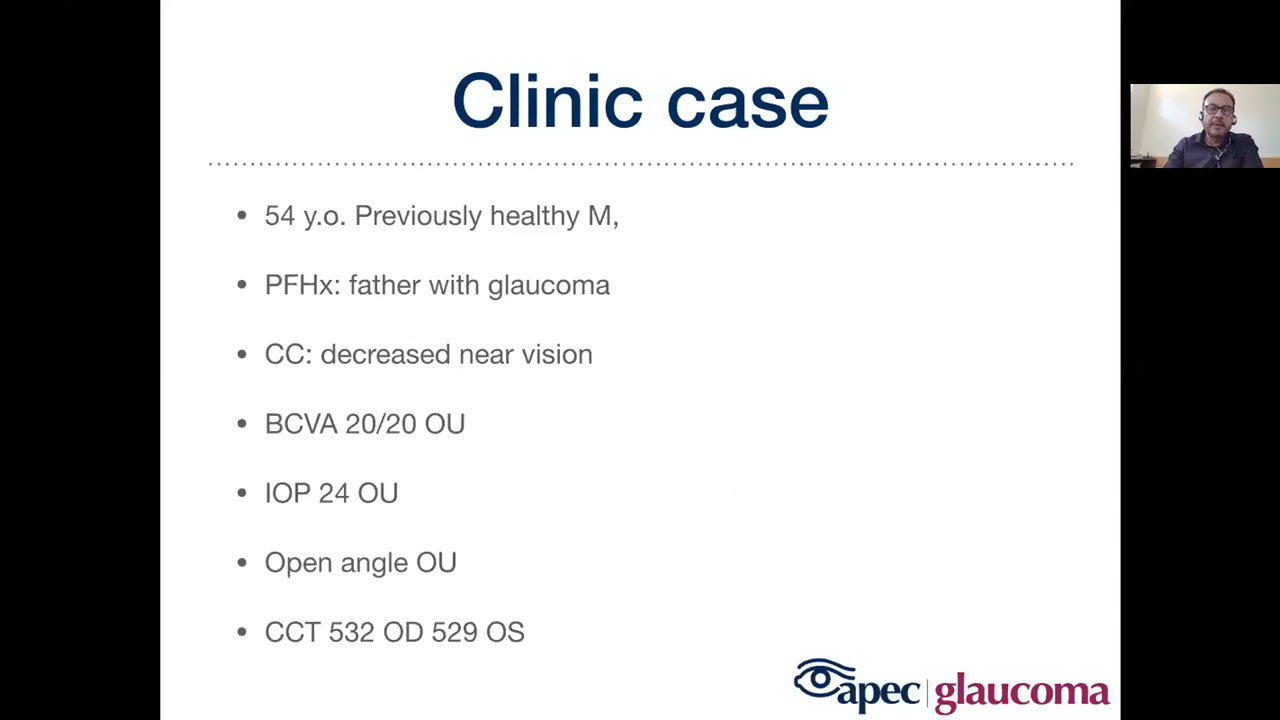 Clinic case
• 54 y.o. Previously healthy M,
• PFHx: father with glaucoma
• CC: decreased near vision
• BCVA 20/20 OU
• IOP 24 OU
• Open angle OU
• CCT 532 OD 529 OS
apec | glaucoma